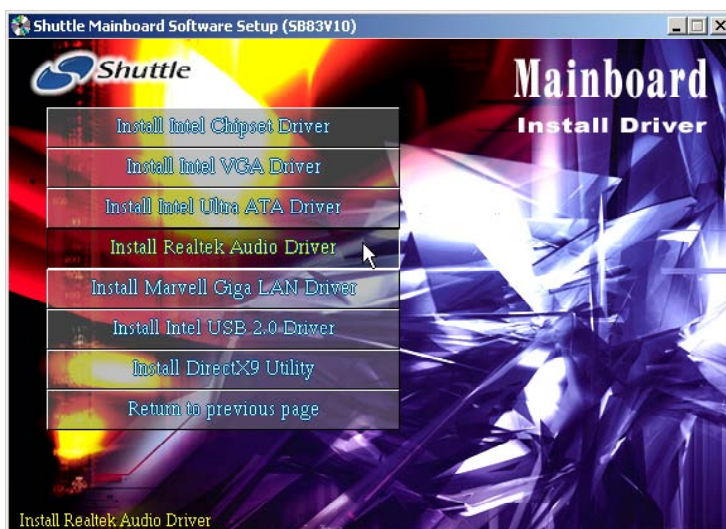 Shuttle Mainboard Software Setup (SB83V10)
Shuttle
Mainboard
Install Driver
Install Intel Chipset Driver
Install Intel VGA Driver
Install Intel Ultra ATA Driver
Install Realtek Audio Driver
Install Marvell Giga LAN Driver
Install Intel USB 2.0 Driver
Install DirectX9 Utility
Return to previous page
Install Realtek Audio Driver